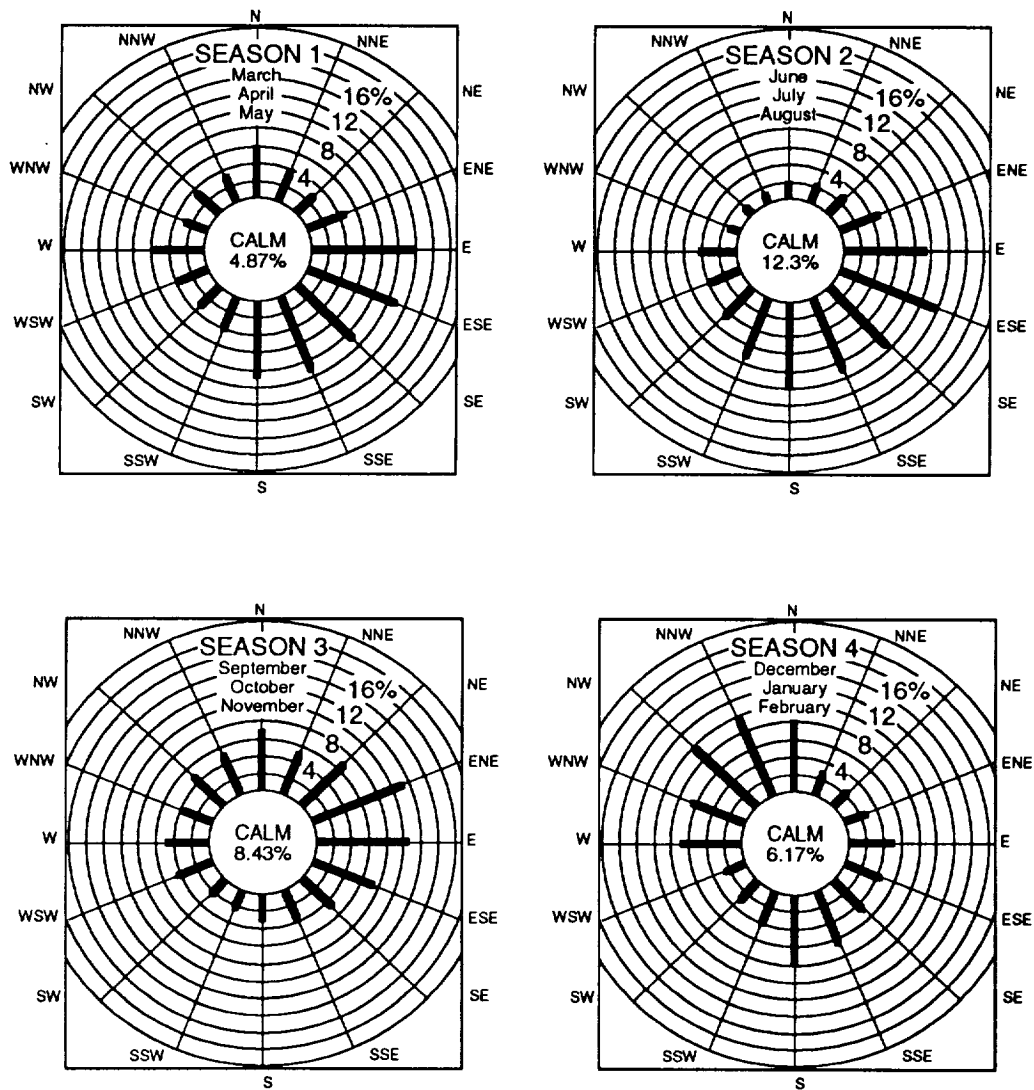 N
NNW
NNE
SEASON 1
March
April
May
NW
NE
16%
12
8
4
WNW
ENE
W
CALM
4.87%
E
WSW
ESE
SW
SE
SSW
SSE
S
N
NNW
NNE
SEASON 2
June
July
August
NW
NE
16%
12
8
4
WNW
ENE
W
CALM
12.3%
E
WSW
ESE
SW
SE
SSW
SSE
S
N
NNW
NNE
SEASON 3
September
October
November
NW
NE
16%
12
8
4
WNW
ENE
W
CALM
8.43%
E
WSW
ESE
SW
SE
SSW
SSE
S
N
NNW
NNE
SEASON 4
December
January
February
NW
NE
16%
12
8
4
WNW
ENE
W
CALM
6.17%
E
WSW
ESE
SW
SE
SSW
SSE
S